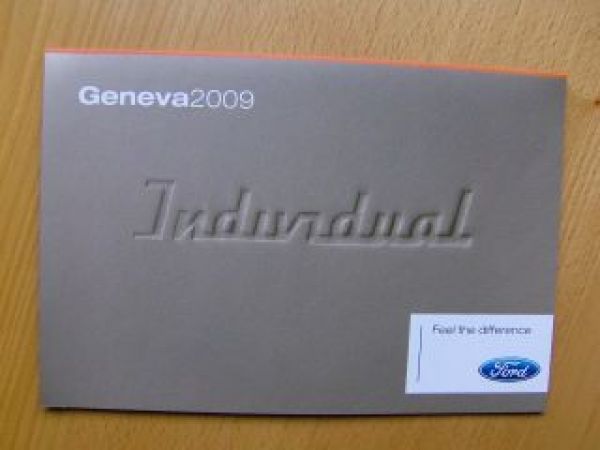 Geneva2009
Individual
Feel the difference
Ford